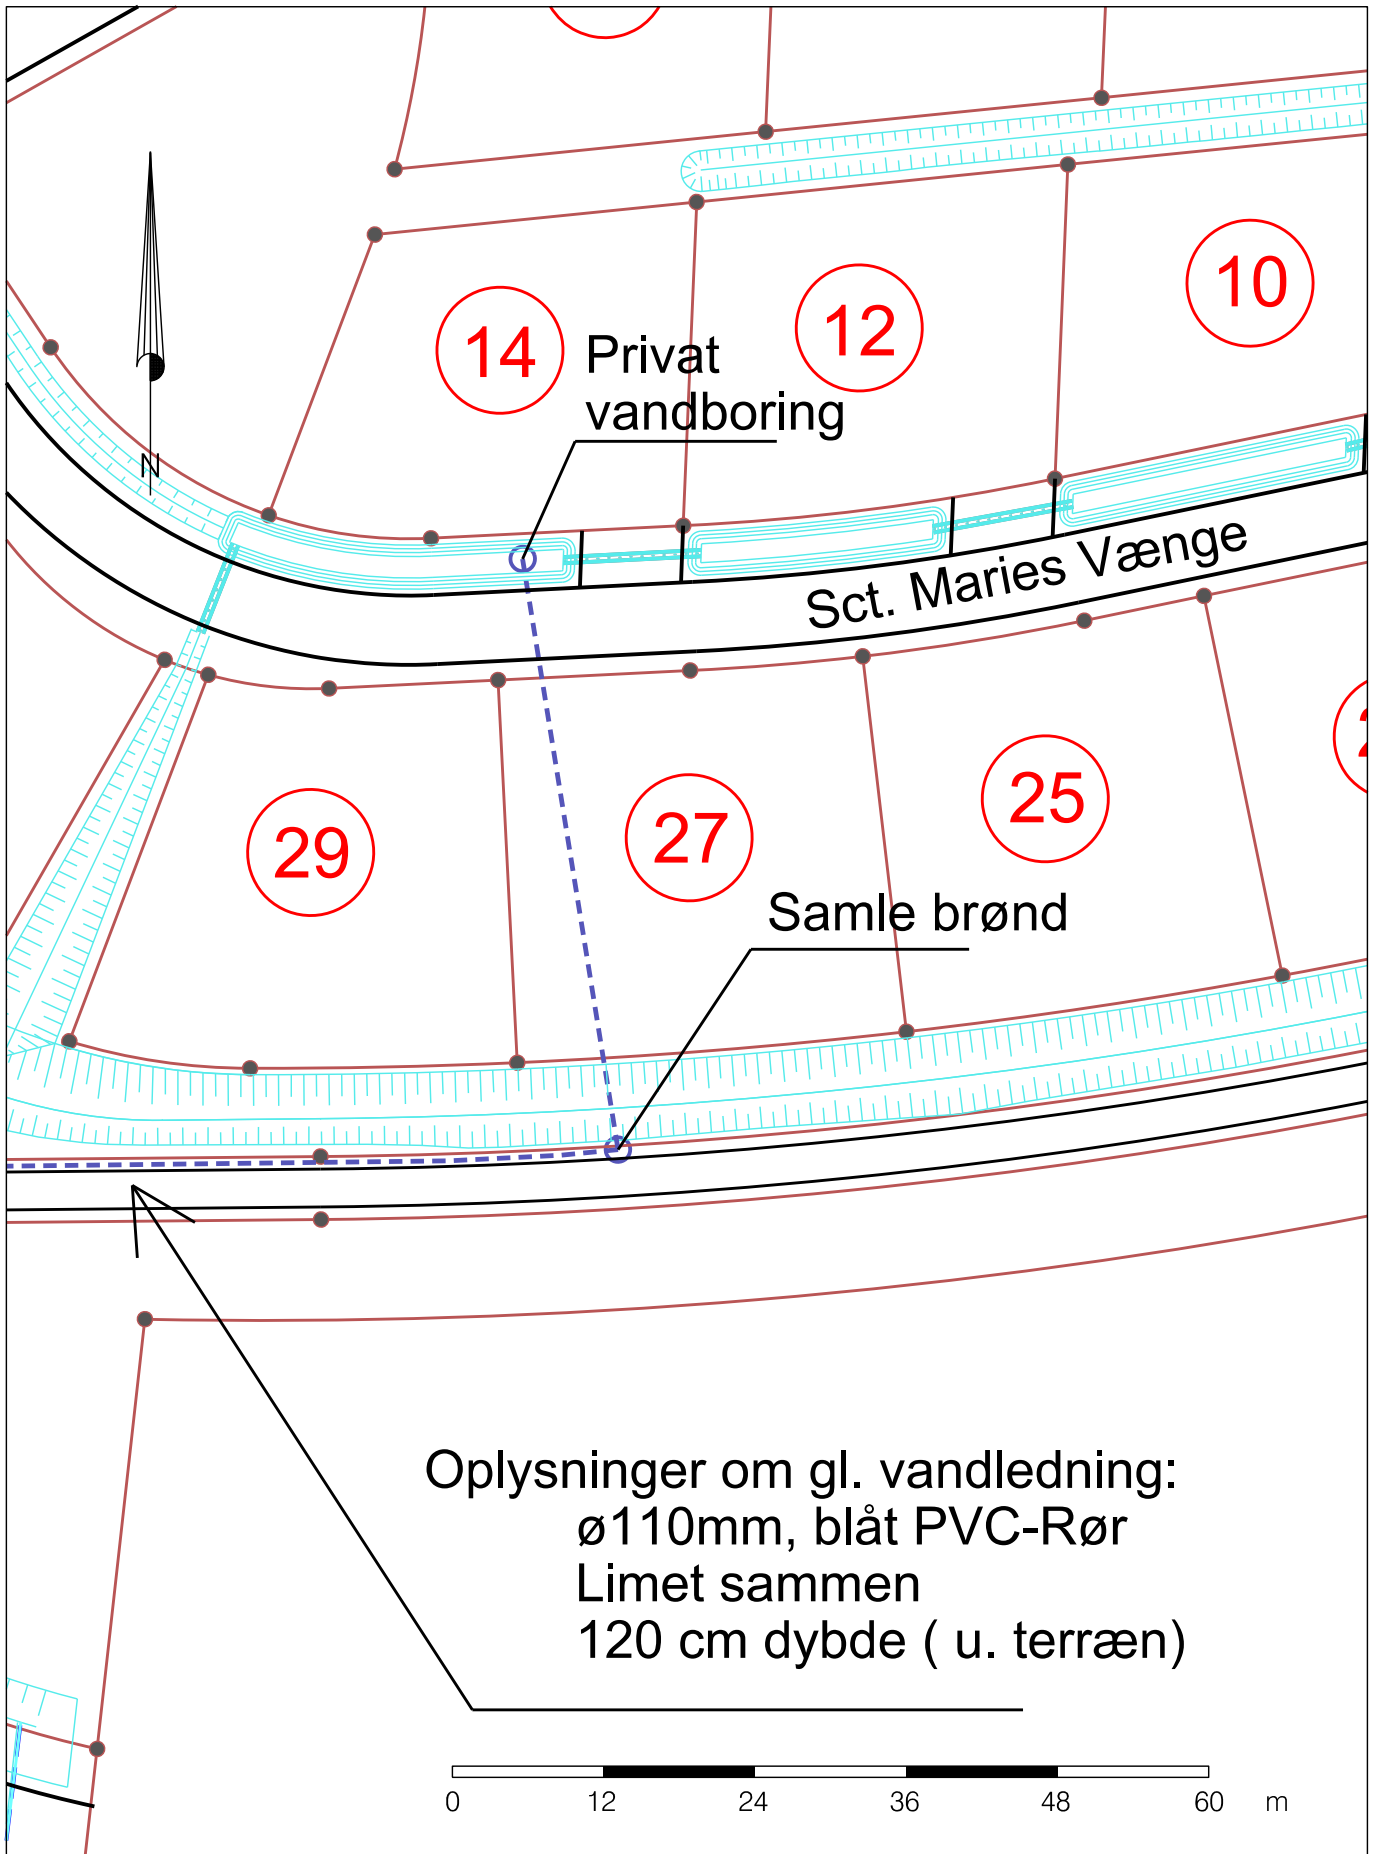 10
12
14
Privat
vandboring
N
Sct. Maries Vænge
25
27
29
Samle brønd
Oplysninger om gl. vandledning:
ø110mm, blåt PVC-Rør
Limet sammen
120 cm dybde ( u. terræn)
0 12 24 36 48 60 m